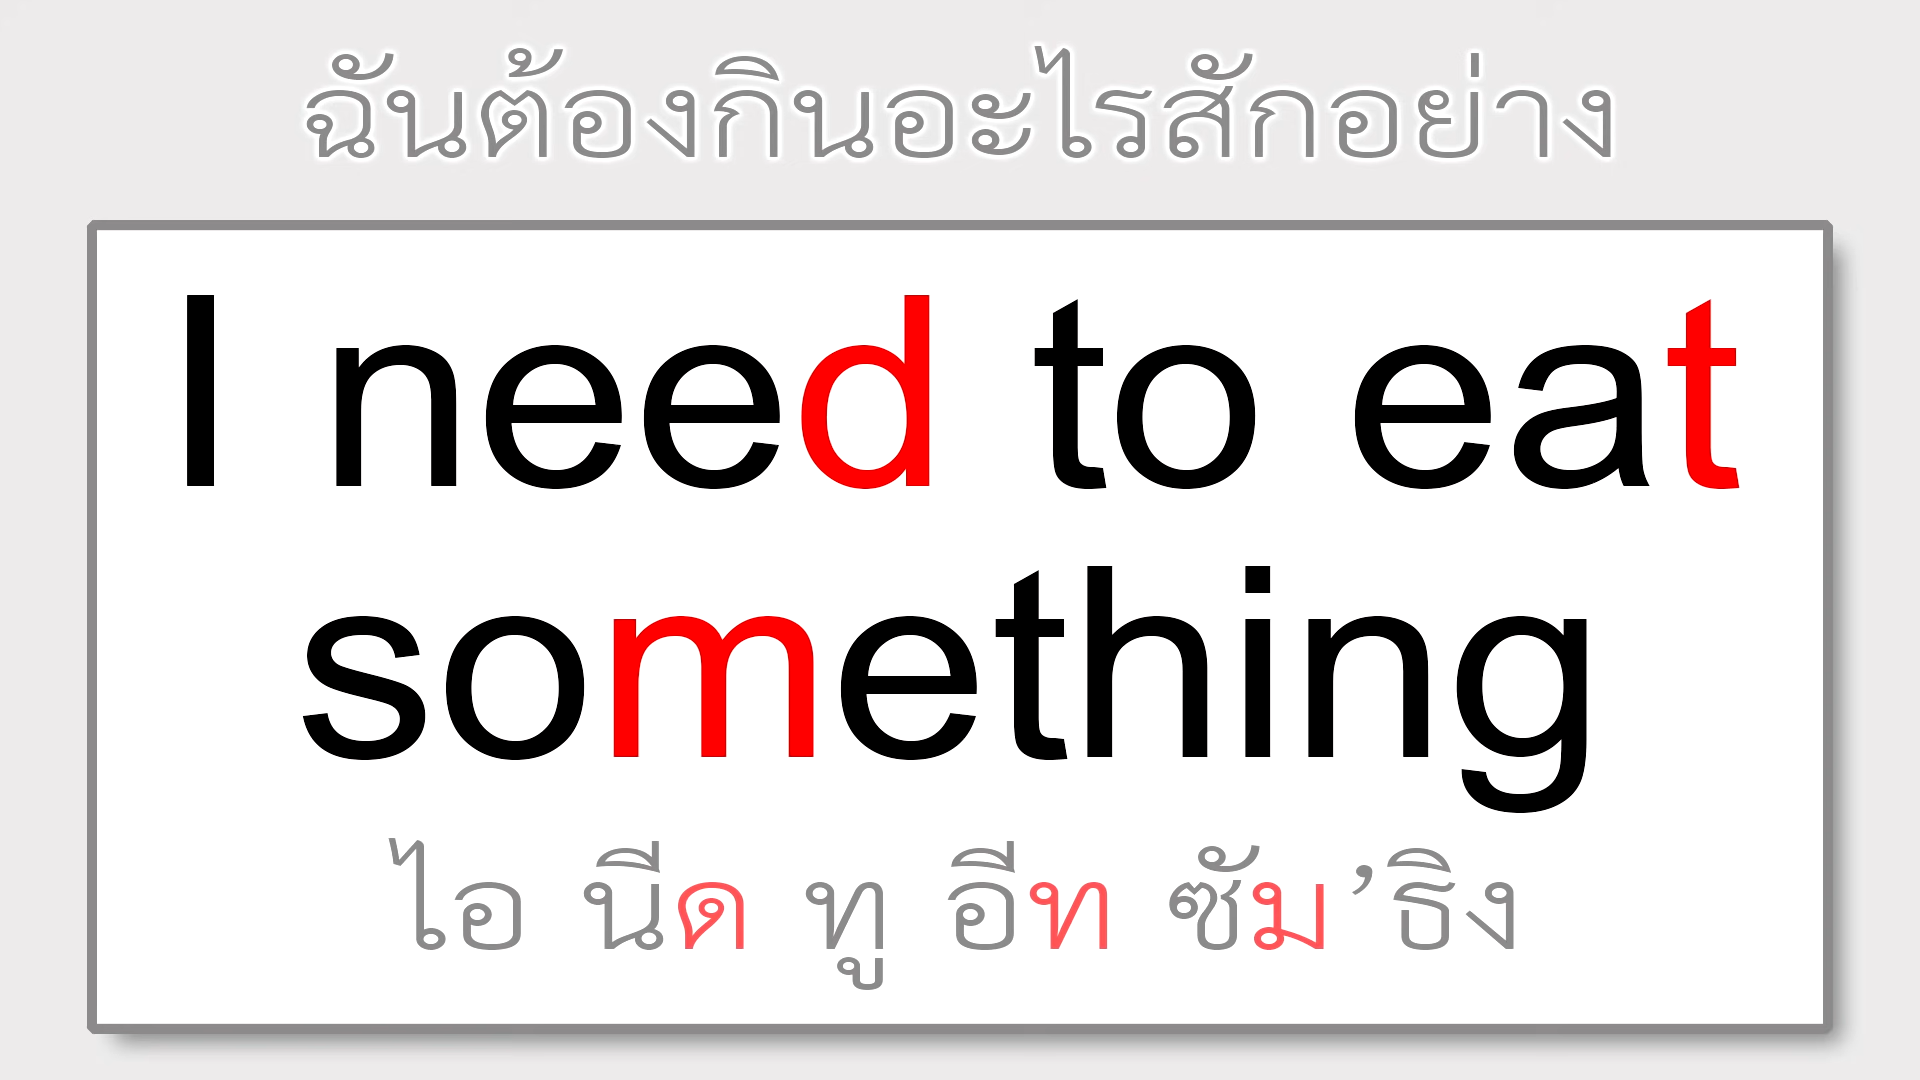 ฉันต้องกินอะไรสักอย่าง
I need to eat
something
ไอ นีด ทู อีท ซัม’ธิง